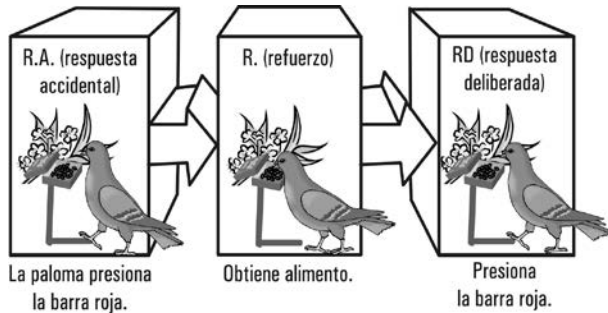 R.A. (respuesta
accidental)
R. (refuerzo)
RD (respuesta
deliberada)
La paloma presiona
la barra roja.
Obtiene alimento.
Presiona
la barra roja.